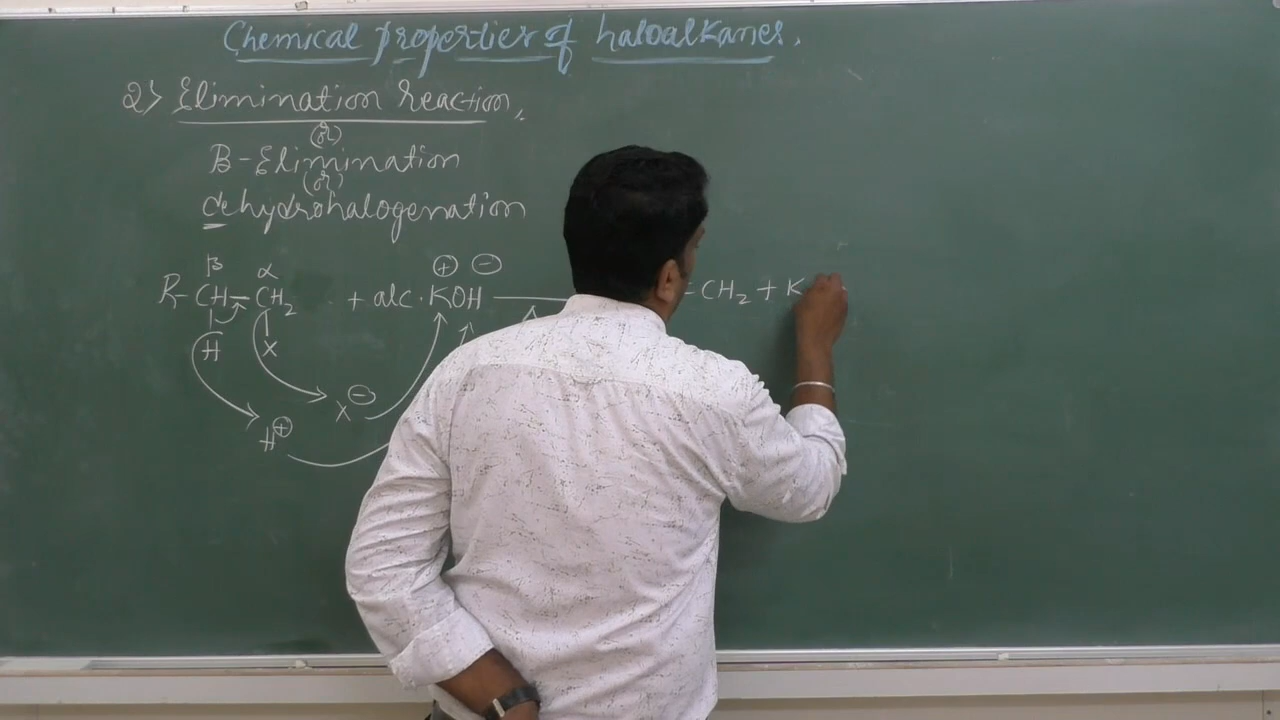 Chemical properties of haloalkanes.
2) Elimination reaction.
(or)
B-Elimination
(or)
dehydrohalogenation
β α ⊕ ⊖
R-CH-CH2 + alc. KOH → =CH2 + K
H X
X⊖
H⊕